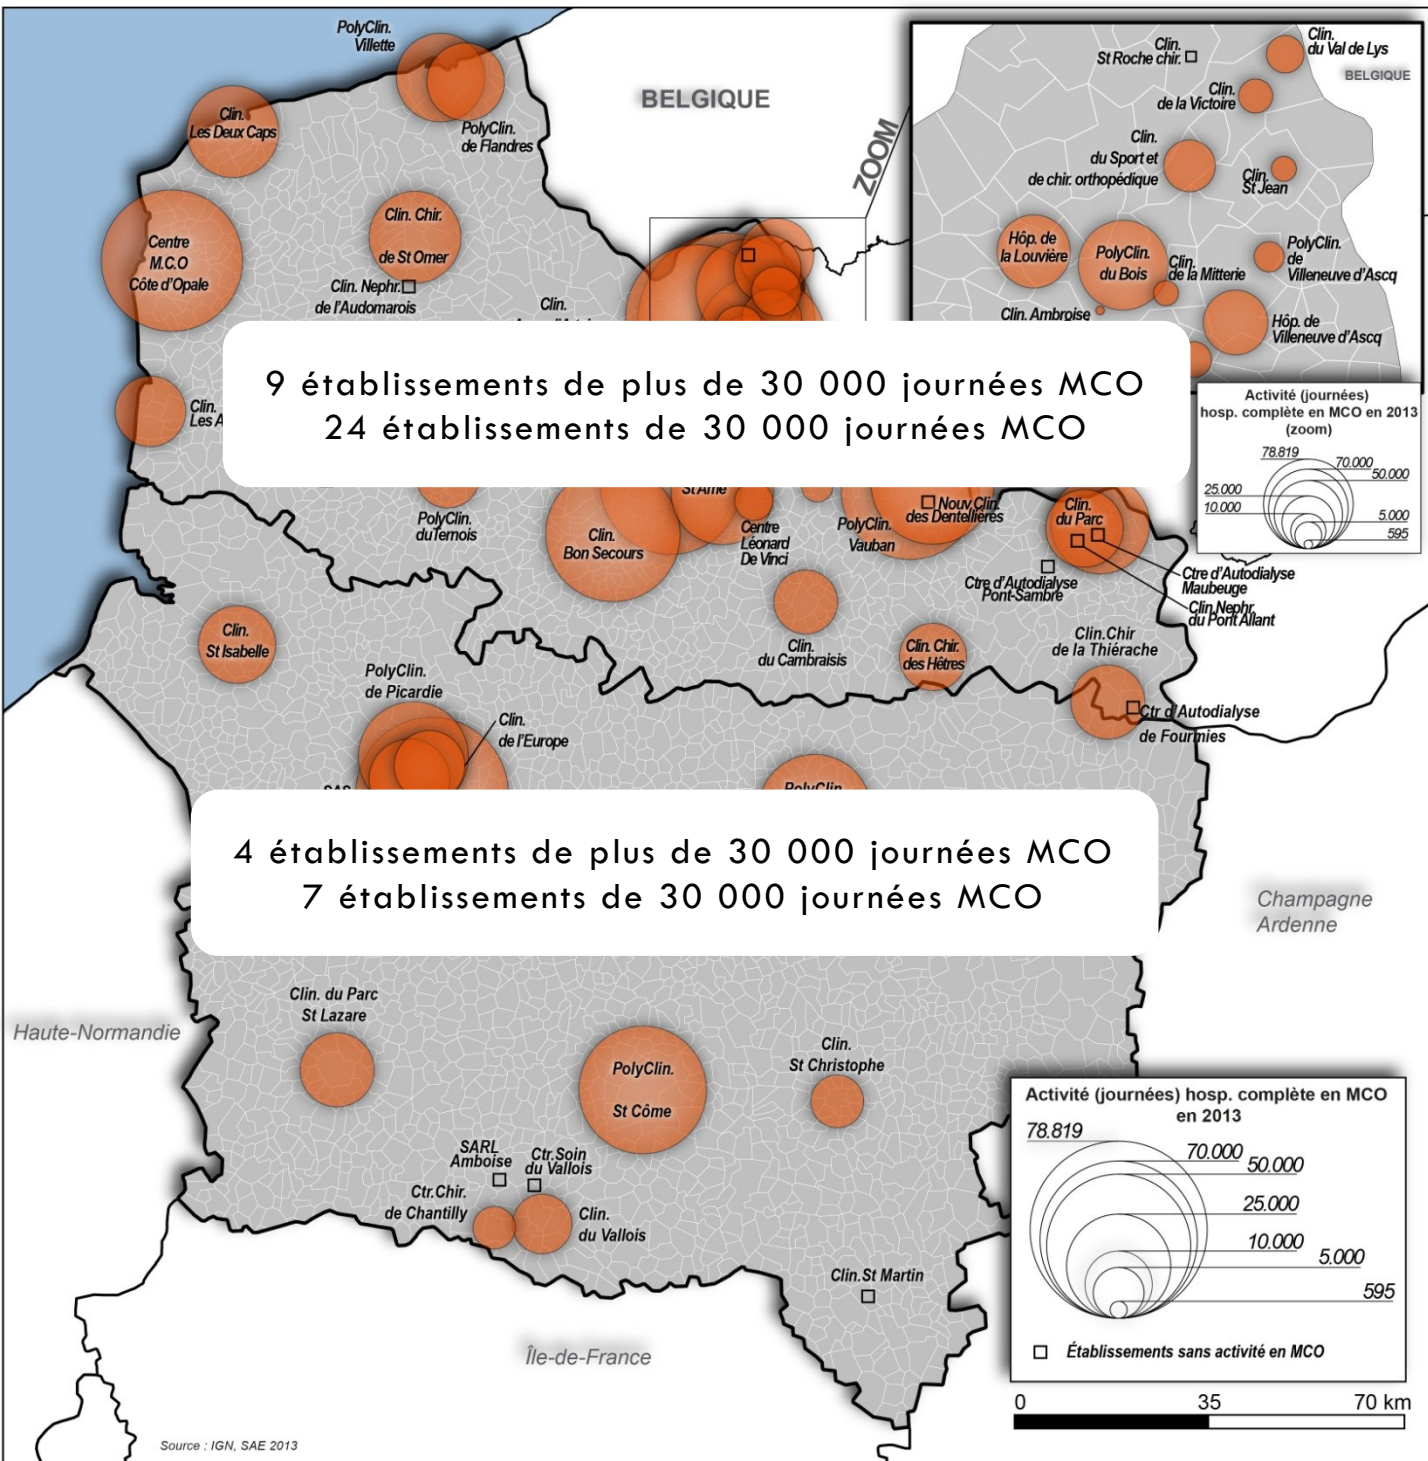 PolyClin.
Villette
BELGIQUE
Clin.
Les Deux Caps
PolyClin.
de Flandres
ZOOM
Clin.
St Roche chir.
Clin.
du Val de Lys
BELGIQUE
Clin.
de la Victoire
Clin.
du Sport et
de chir. orthopédique
Clin.
St Jean
Hôp. de
la Louvière
PolyClin.
du Bois
Clin.
de la Mitterie
PolyClin.
de
Villeneuve d'Ascq
Clin. Ambroise
Hôp. de
Villeneuve d'Ascq
Centre
M.C.O
Côte d'Opale
Clin. Chir.
de St Omer
Clin. Nephr.
de l'Audomarois
Clin.
9 établissements de plus de 30 000 journées MCO
24 établissements de 30 000 journées MCO
Clin.
Les A
Activité (journées)
hosp. complète en MCO en 2013
(zoom)
78.819
70.000
50.000
25.000
10.000
5.000
595
PolyClin.
duTernois
Clin.
Bon Secours
St Amé
Centre
Léonard
De Vinci
PolyClin.
Vauban
Nouv.Clin.
des Dentellières
Clin.
du Parc
Ctre d'Autodialyse
Pont-Sambre
Ctre d'Autodialyse
Maubeuge
Clin.Nephr.
du Pont Allant
Clin.
St Isabelle
Clin.
du Cambraisis
Clin. Chir.
des Hêtres
Clin.Chir
de la Thiérache
Ctr d'Autodialyse
de Fourmies
PolyClin.
de Picardie
Clin.
de l'Europe
SAS
PolyClin.
4 établissements de plus de 30 000 journées MCO
7 établissements de 30 000 journées MCO
Champagne
Ardenne
Haute-Normandie
Clin. du Parc
St Lazare
PolyClin.
St Côme
Clin.
St Christophe
SARL
Amboise
Ctr.Soin
du Vallois
Ctr.Chir.
de Chantilly
Clin.
du Vallois
Clin.St Martin
Île-de-France
Activité (journées) hosp. complète en MCO
en 2013
78.819
70.000
50.000
25.000
10.000
5.000
595
Établissements sans activité en MCO
0 35 70 km
Source : IGN, SAE 2013